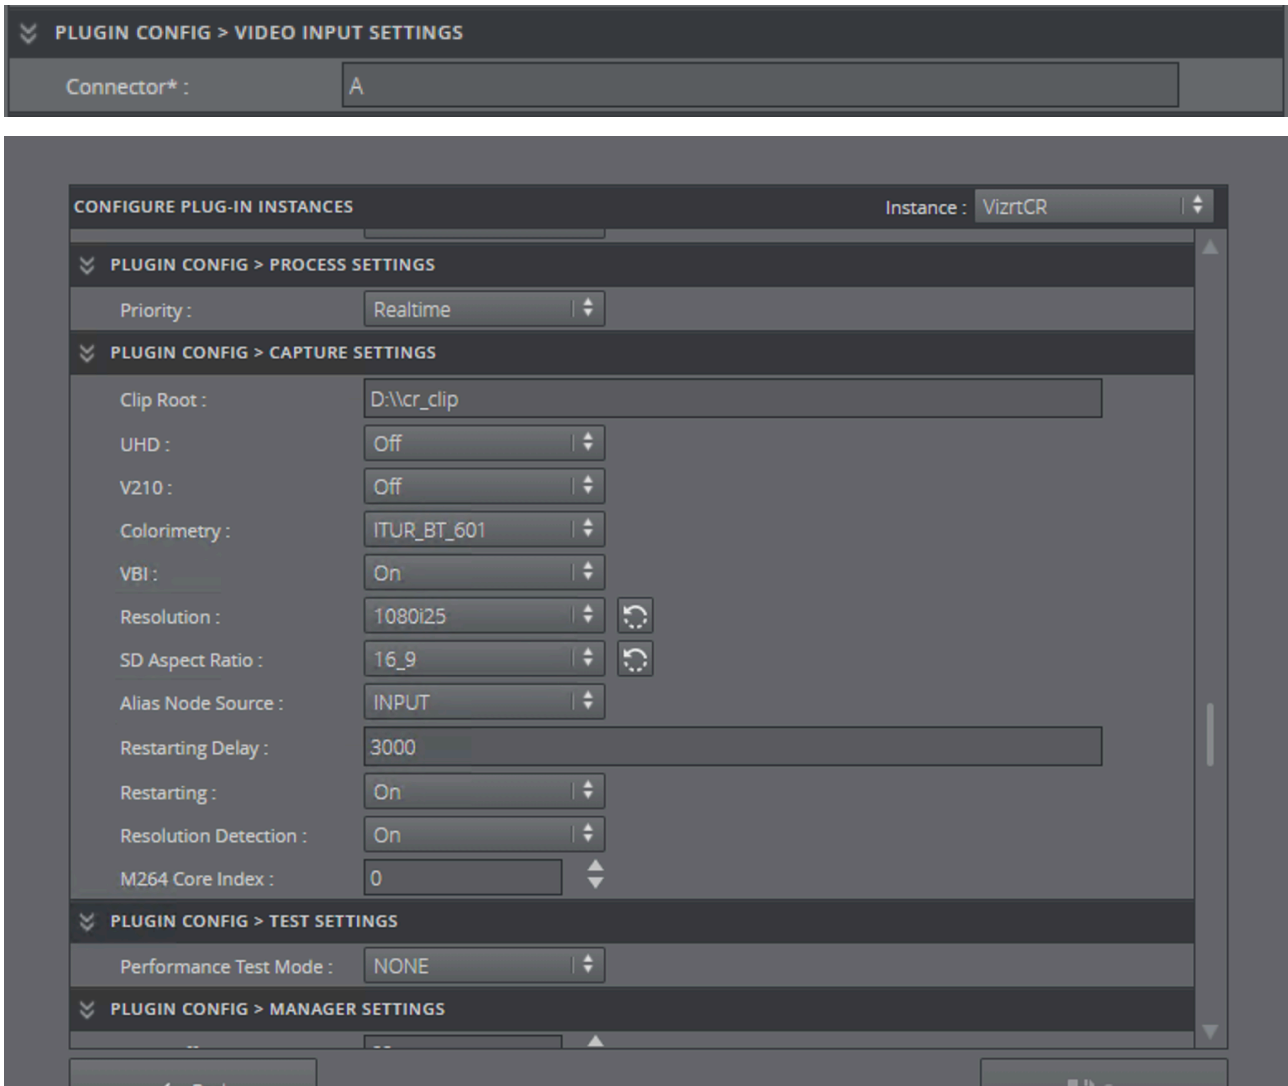 PLUGIN CONFIG > VIDEO INPUT SETTINGS
Connector* : A
CONFIGURE PLUG-IN INSTANCES Instance : VizrtCR
PLUGIN CONFIG > PROCESS SETTINGS
Priority : Realtime
PLUGIN CONFIG > CAPTURE SETTINGS
Clip Root : D:\\cr_clip
UHD : Off
V210 : Off
Colorimetry : ITUR_BT_601
VBI : On
Resolution : 1080i25
SD Aspect Ratio : 16_9
Alias Node Source : INPUT
Restarting Delay : 3000
Restarting : On
Resolution Detection : On
M264 Core Index : 0
PLUGIN CONFIG > TEST SETTINGS
Performance Test Mode : NONE
PLUGIN CONFIG > MANAGER SETTINGS